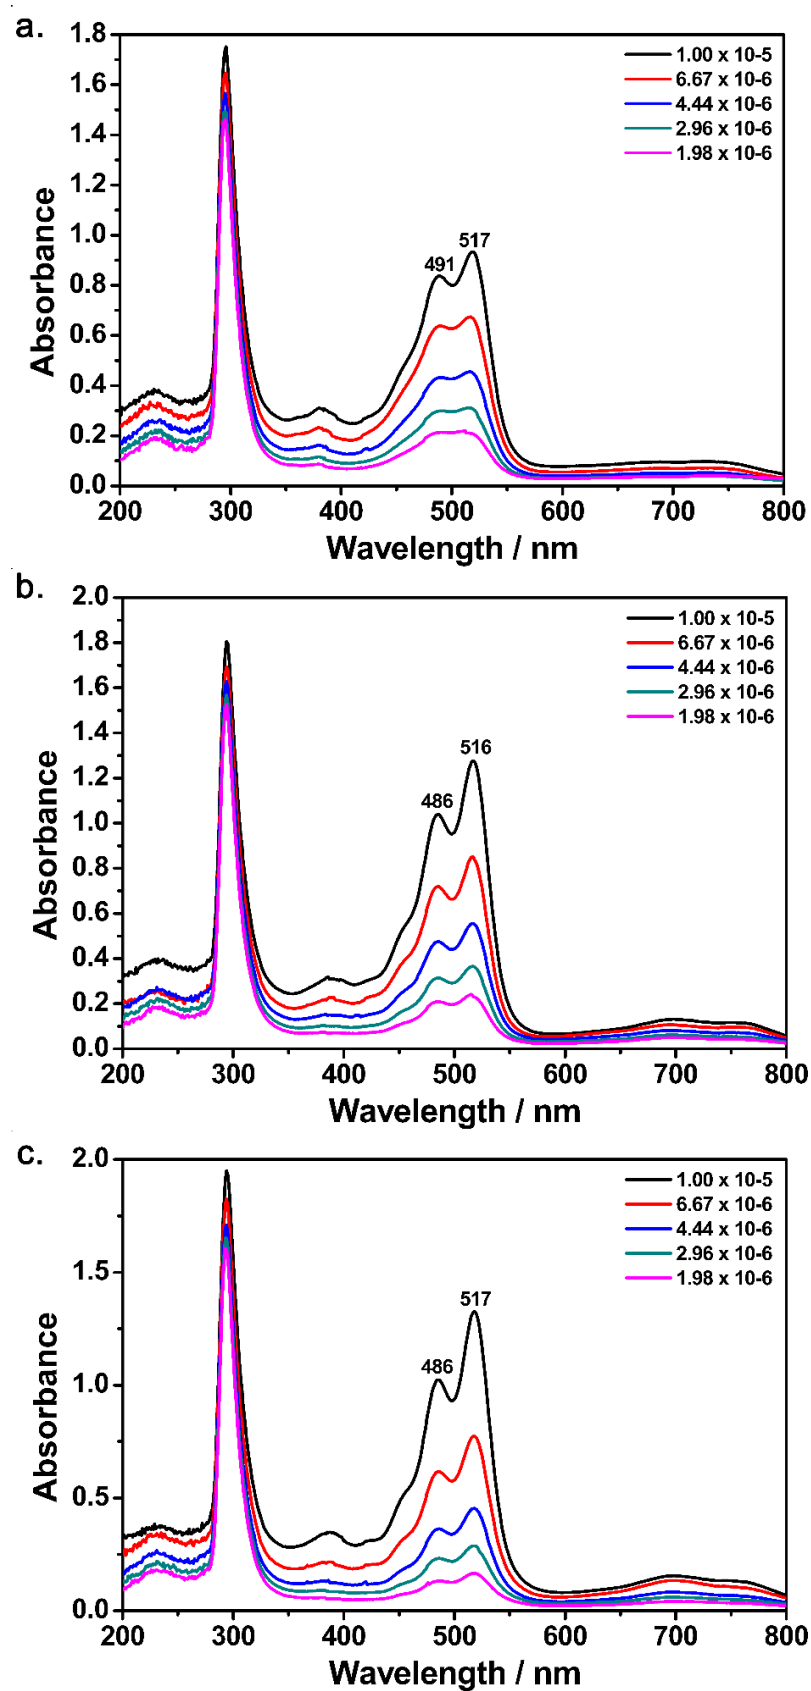 a.
1.8
1.6
1.4
1.2
1.0
0.8
0.6
0.4
0.2
0.0
Absorbance
1.00 x 10-5
6.67 x 10-6
4.44 x 10-6
2.96 x 10-6
1.98 x 10-6
491
517
200 300 400 500 600 700 800
Wavelength / nm
b.
2.0
1.8
1.6
1.4
1.2
1.0
0.8
0.6
0.4
0.2
0.0
Absorbance
1.00 x 10-5
6.67 x 10-6
4.44 x 10-6
2.96 x 10-6
1.98 x 10-6
486
516
200 300 400 500 600 700 800
Wavelength / nm
c.
2.0
1.5
1.0
0.5
0.0
Absorbance
1.00 x 10-5
6.67 x 10-6
4.44 x 10-6
2.96 x 10-6
1.98 x 10-6
486
517
200 300 400 500 600 700 800
Wavelength / nm